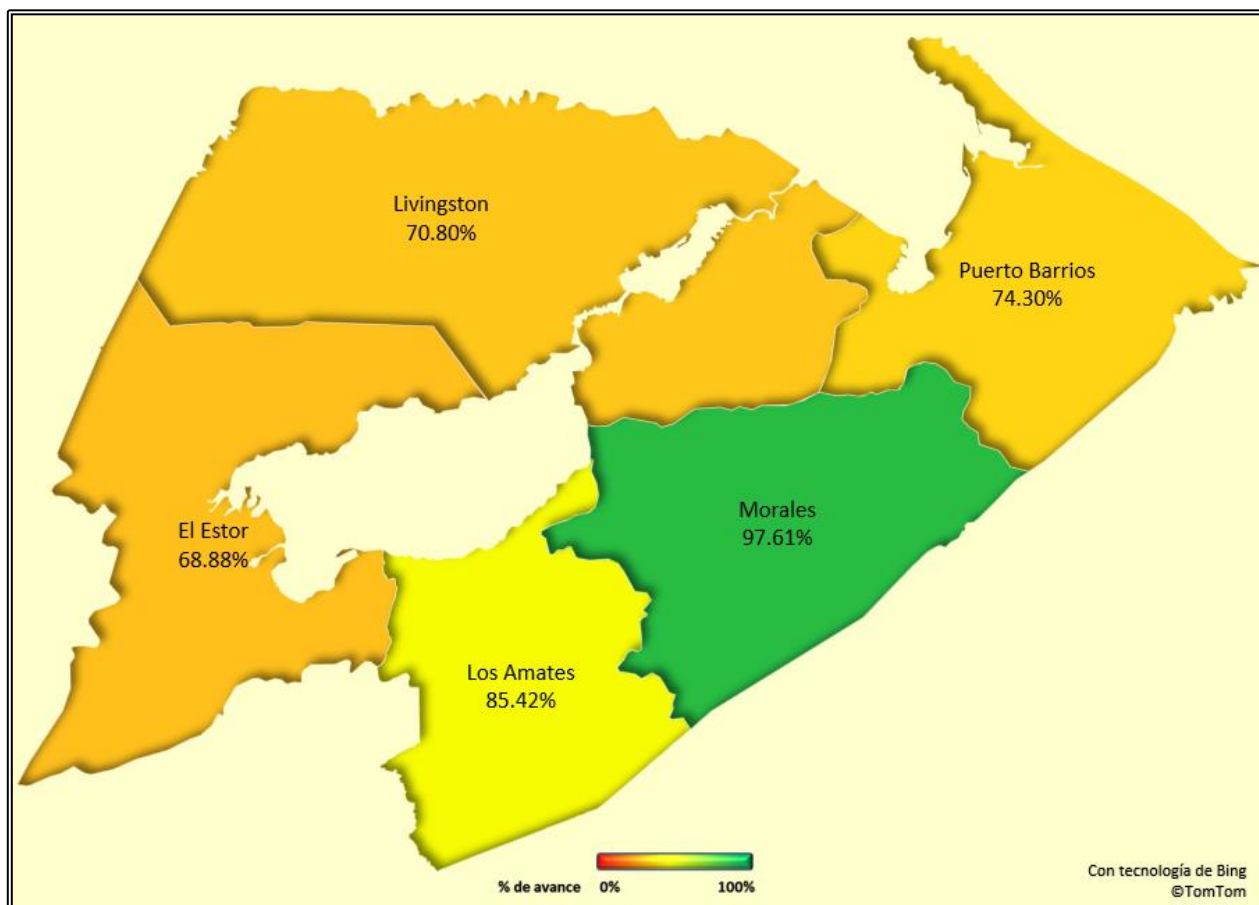 Livingston
70.80%
Puerto Barrios
74.30%
El Estor
68.88%
Morales
97.61%
Los Amates
85.42%
% de avance 0% 100%
Con tecnología de Bing
©TomTom